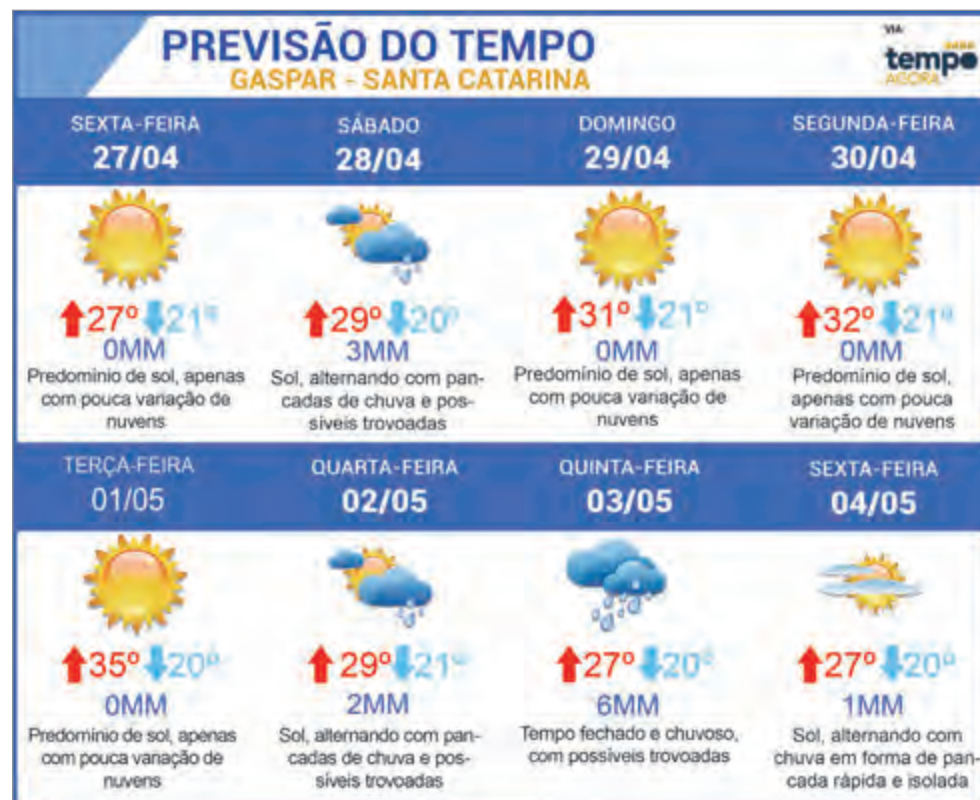 PREVISÃO DO TEMPO
GASPAR - SANTA CATARINA
VIA
tempo
AGORA
SEXTA-FEIRA
27/04
SÁBADO
28/04
DOMINGO
29/04
SEGUNDA-FEIRA
30/04
27º 21º
0MM
Predomínio de sol, apenas
com pouca variação de
nuvens
29º 20º
3MM
Sol, alternando com pan-
cadas de chuva e pos-
síveis trovoadas
31º 21º
0MM
Predomínio de sol, apenas
com pouca variação de
nuvens
32º 21º
0MM
Predomínio de sol,
apenas com pouca
variação de nuvens
TERÇA-FEIRA
01/05
QUARTA-FEIRA
02/05
QUINTA-FEIRA
03/05
SEXTA-FEIRA
04/05
35º 20º
0MM
Predomínio de sol, apenas
com pouca variação de
nuvens
29º 21º
2MM
Sol, alternando com pan-
cadas de chuva e pos-
síveis trovoadas
27º 20º
6MM
Tempo fechado e chuvoso,
com possíveis trovoadas
27º 20º
1MM
Sol, alternando com
chuva em forma de pan-
cada rápida e isolada